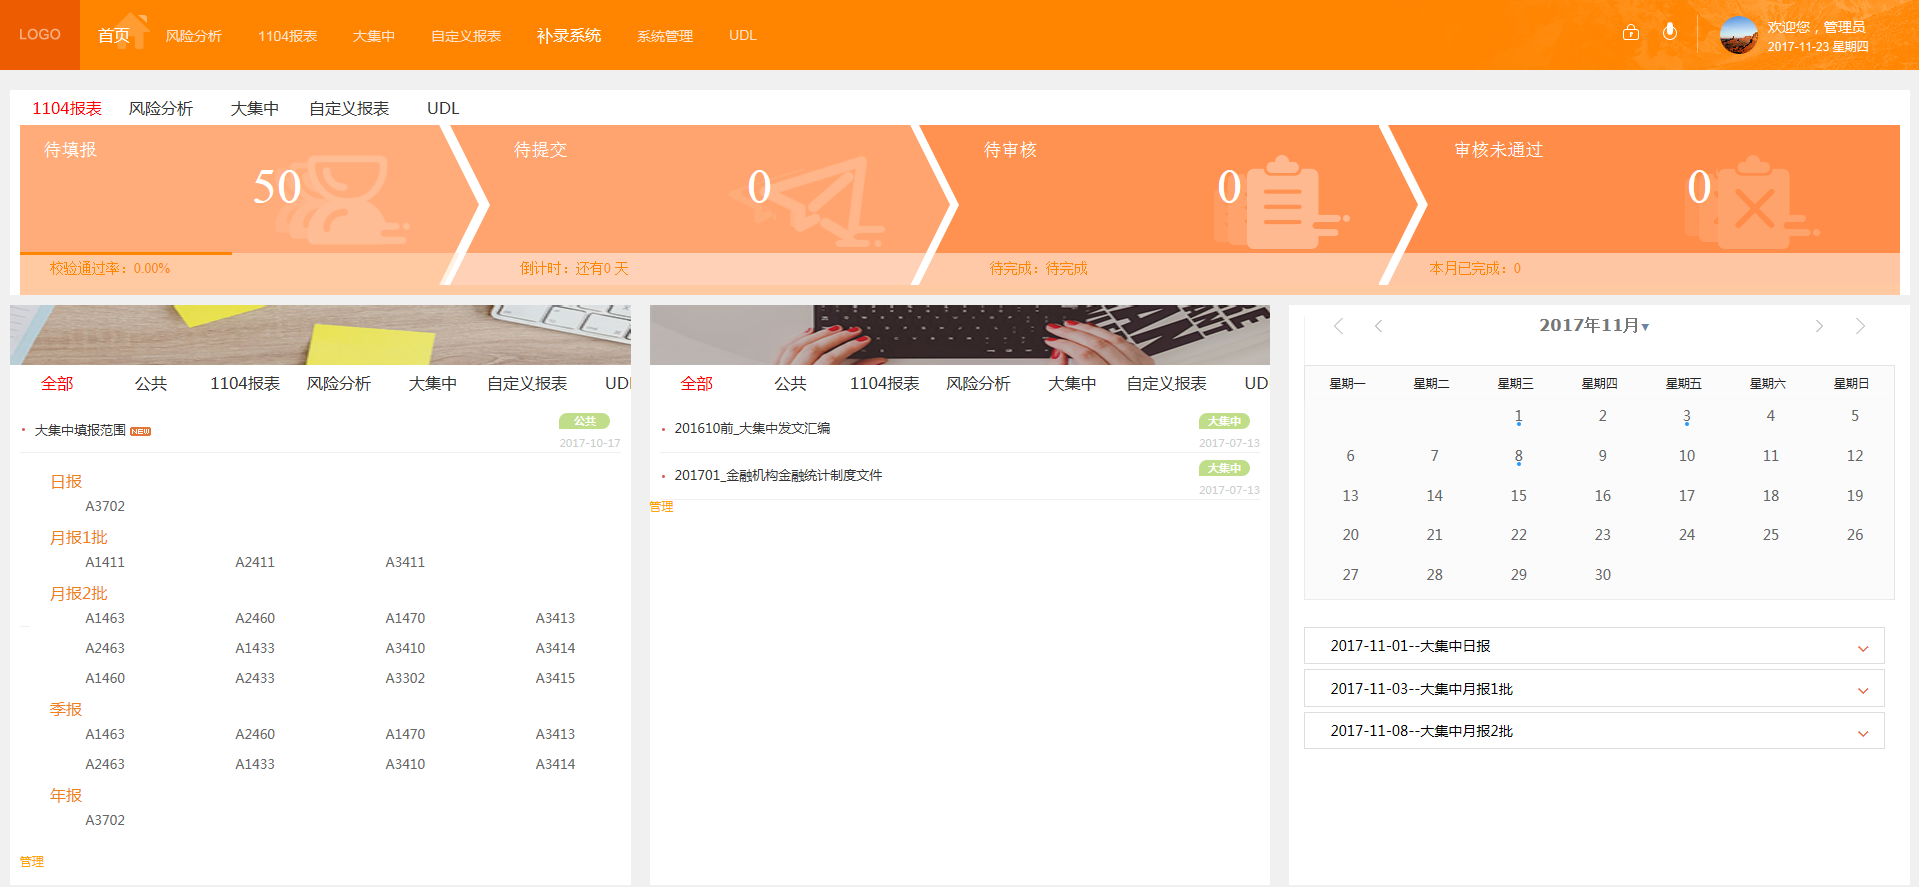 LOGO 首页 风险分析 1104报表 大集中 自定义报表 补录系统 系统管理 UDL 欢迎您，管理员
2017-11-23 星期四
1104报表 风险分析 大集中 自定义报表 UDL
待填报 待提交 待审核 审核未通过
50 0 0 0
校验通过率：0.00% 倒计时：还有0 天 待完成：待完成 本月已完成：0
全部 公共 1104报表 风险分析 大集中 自定义报表 UDL
大集中填报范围 NEW 公共
2017-10-17
日报
A3702
月报1批
A1411 A2411 A3411
月报2批
A1463 A2460 A1470 A3413
A2463 A1433 A3410 A3414
A1460 A2433 A3302 A3415
季报
A1463 A2460 A1470 A3413
A2463 A1433 A3410 A3414
年报
A3702
管理
全部 公共 1104报表 风险分析 大集中 自定义报表 UD
201610前_大集中发文汇编 大集中
2017-07-13
201701_金融机构金融统计制度文件 大集中
2017-07-13
管理
2017年11月▾
星期一 星期二 星期三 星期四 星期五 星期六 星期日
1 2 3 4 5
6 7 8 9 10 11 12
13 14 15 16 17 18 19
20 21 22 23 24 25 26
27 28 29 30
2017-11-01--大集中日报
2017-11-03--大集中月报1批
2017-11-08--大集中月报2批